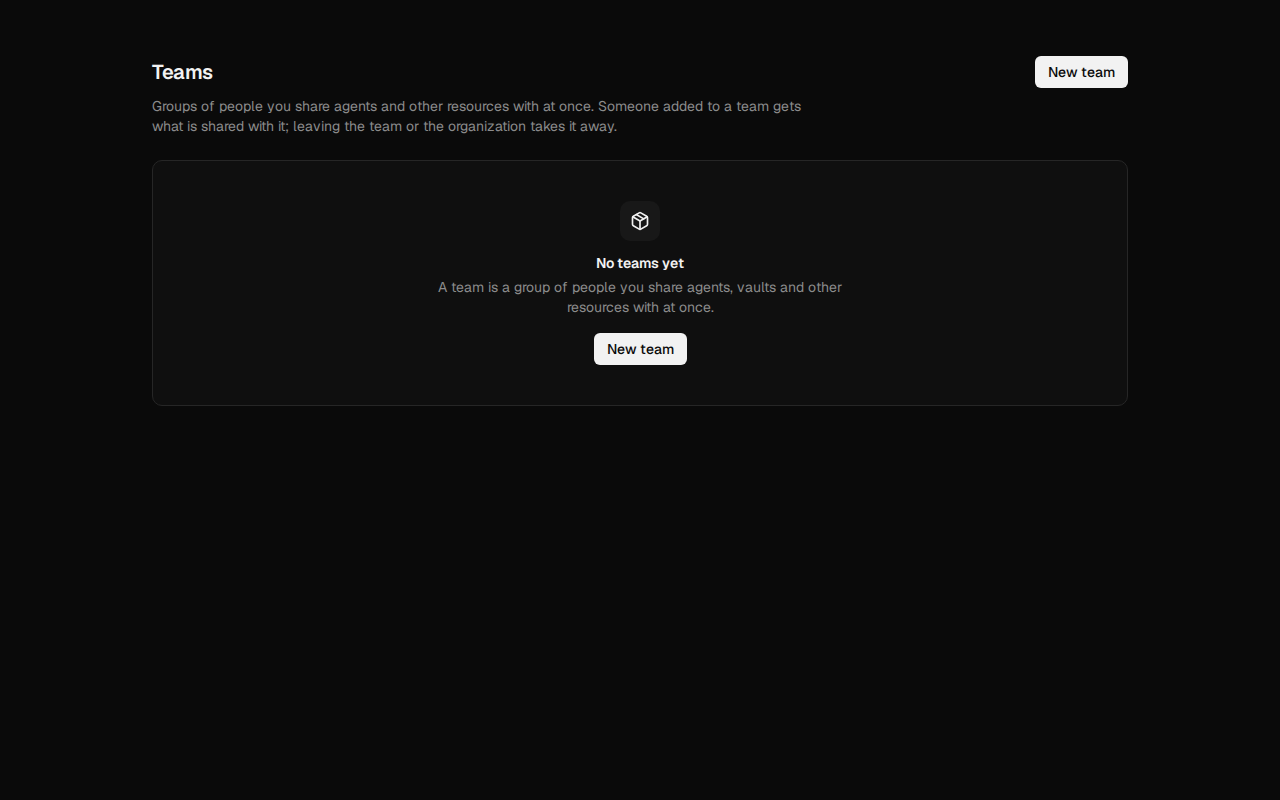 Teams
New team
Groups of people you share agents and other resources with at once. Someone added to a team gets
what is shared with it; leaving the team or the organization takes it away.
No teams yet
A team is a group of people you share agents, vaults and other
resources with at once.
New team